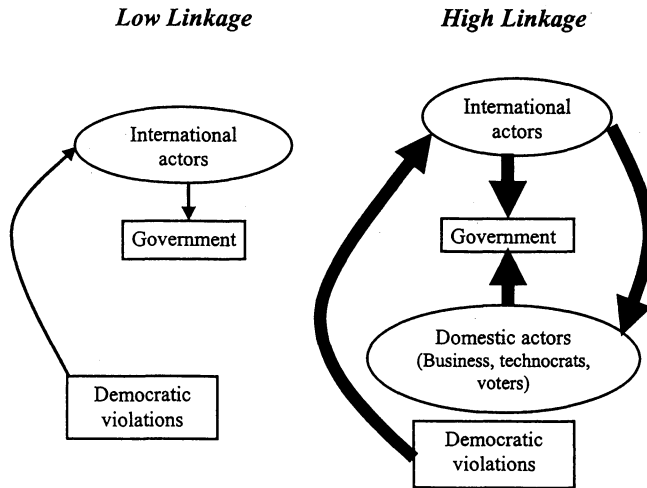 Low Linkage
International
actors
Government
Democratic
violations
High Linkage
International
actors
Government
Domestic actors
(Business, technocrats,
voters)
Democratic
violations